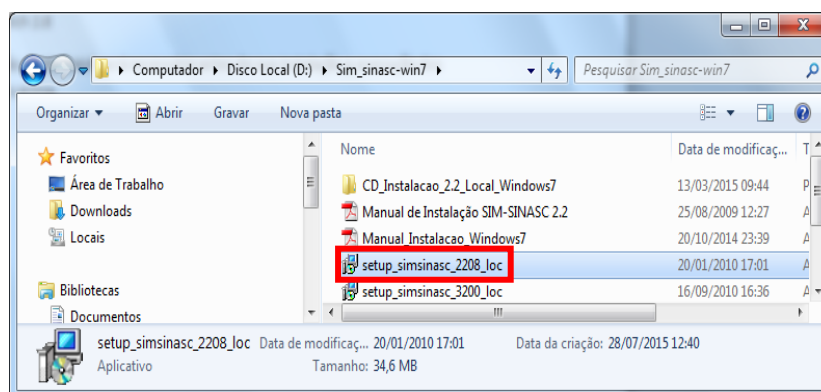 Computador Disco Local (D:) Sim_sinasc-win7 Pesquisar Sim_sinasc-win7
Organizar Abrir Gravar Nova pasta
Favoritos
Área de Trabalho
Downloads
Locais
Bibliotecas
Documentos
Nome Data de modificaç... T
CD_Instalacao_2.2_Local_Windows7 13/03/2015 09:44 P
Manual de Instalação SIM-SINASC 2.2 25/08/2009 12:27 A
Manual_Instalacao_Windows7 20/10/2014 23:39 A
setup_simsinasc_2208_loc 20/01/2010 17:01 A
setup_simsinasc_3200_loc 16/09/2010 16:36 A
setup_simsinasc_2208_loc Data de modificaç... 20/01/2010 17:01 Data da criação: 28/07/2015 12:40
Aplicativo Tamanho: 34,6 MB